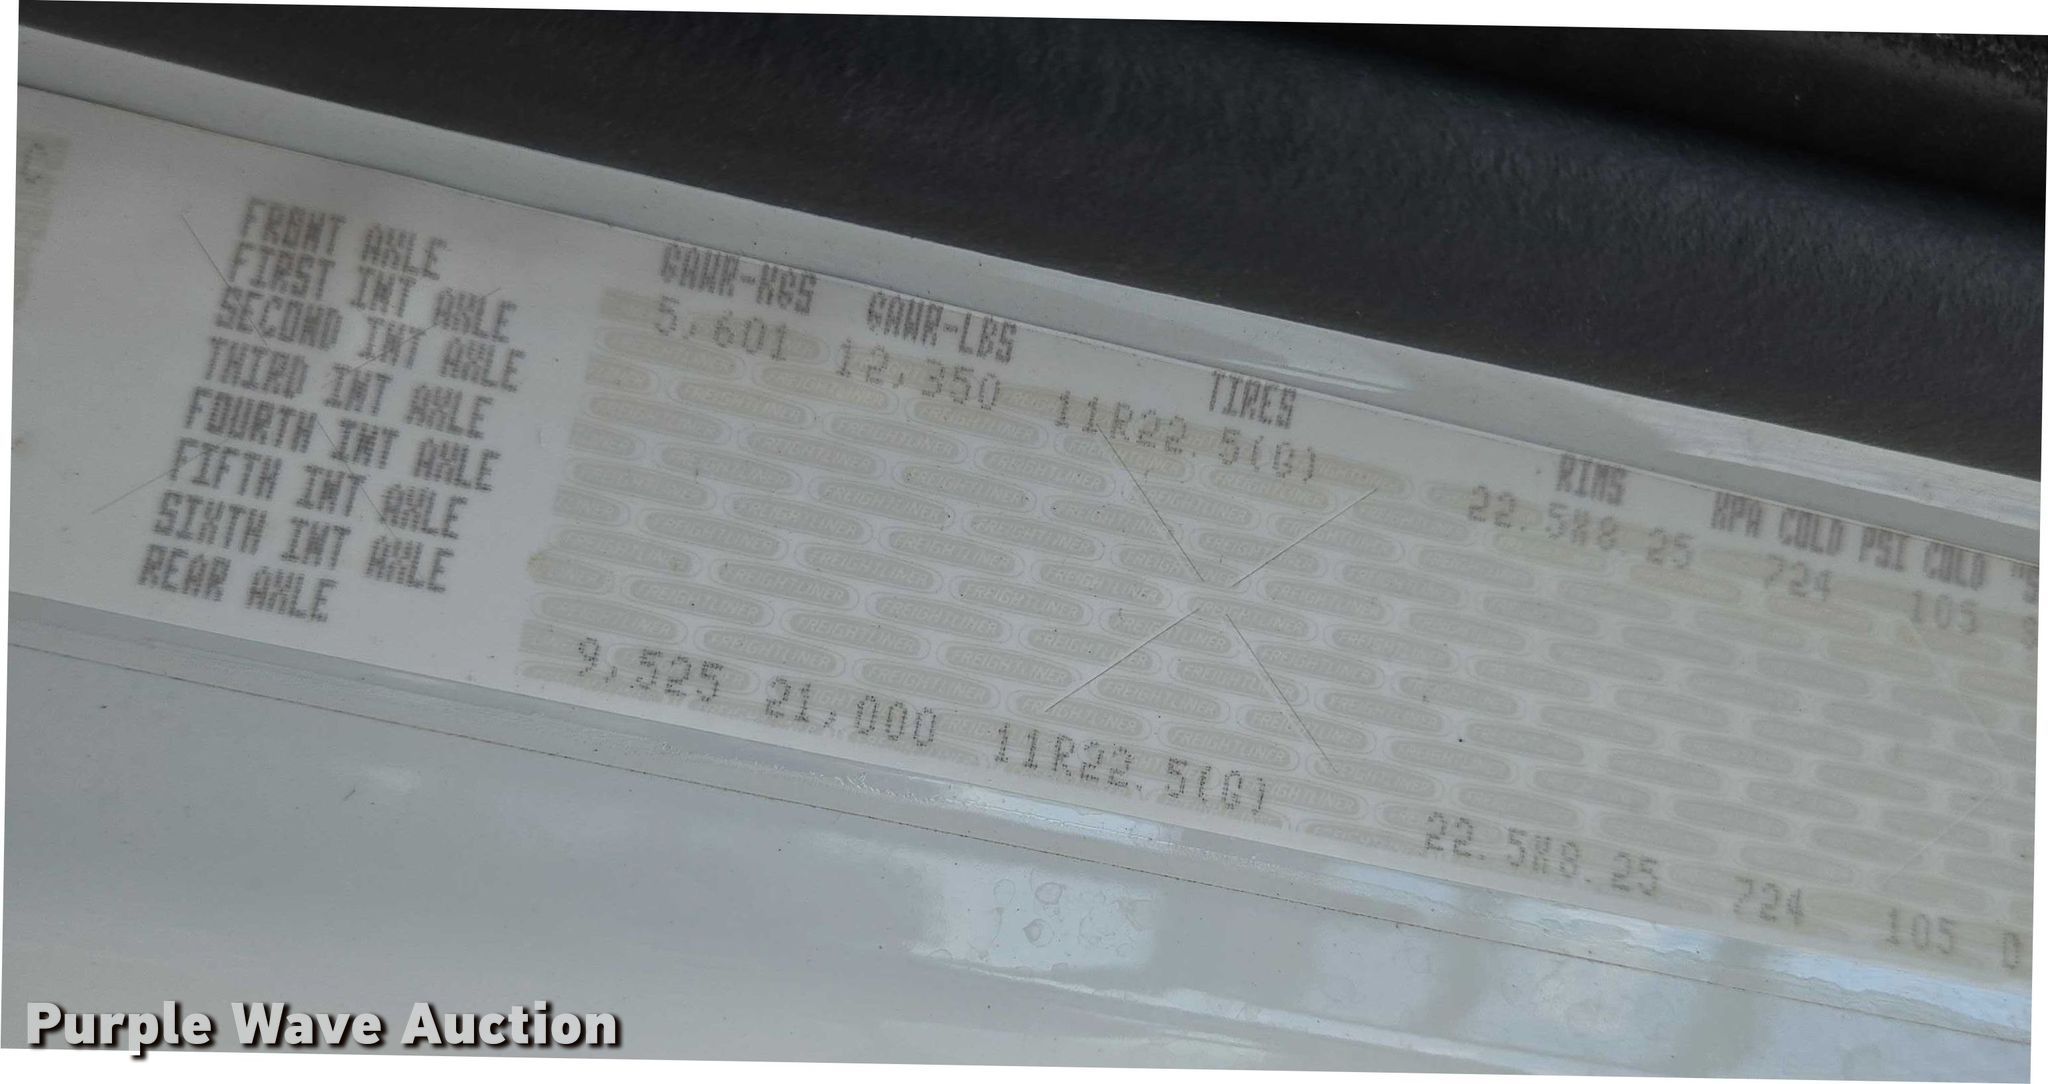 GAWR-KGS GAWR-LBS TIRES RIMS KPA COLD PSI COLD
FRONT AXLE 5,601 12,350 11R22.5(G) 22.5X8.25 724 105
FIRST INT AXLE
SECOND INT AXLE
THIRD INT AXLE
FOURTH INT AXLE
FIFTH INT AXLE
SIXTH INT AXLE
REAR AXLE 9,525 21,000 11R22.5(G) 22.5X8.25 724 105
FREIGHTLINER
Purple Wave Auction